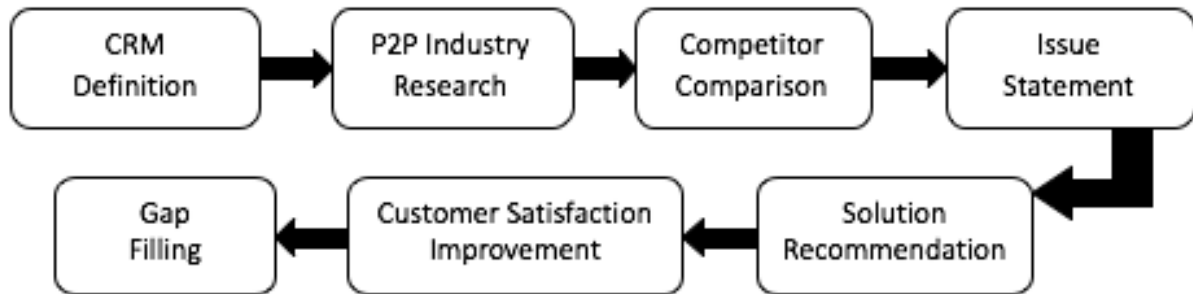 CRM
Definition
P2P Industry
Research
Competitor
Comparison
Issue
Statement
Solution
Recommendation
Customer Satisfaction
Improvement
Gap
Filling